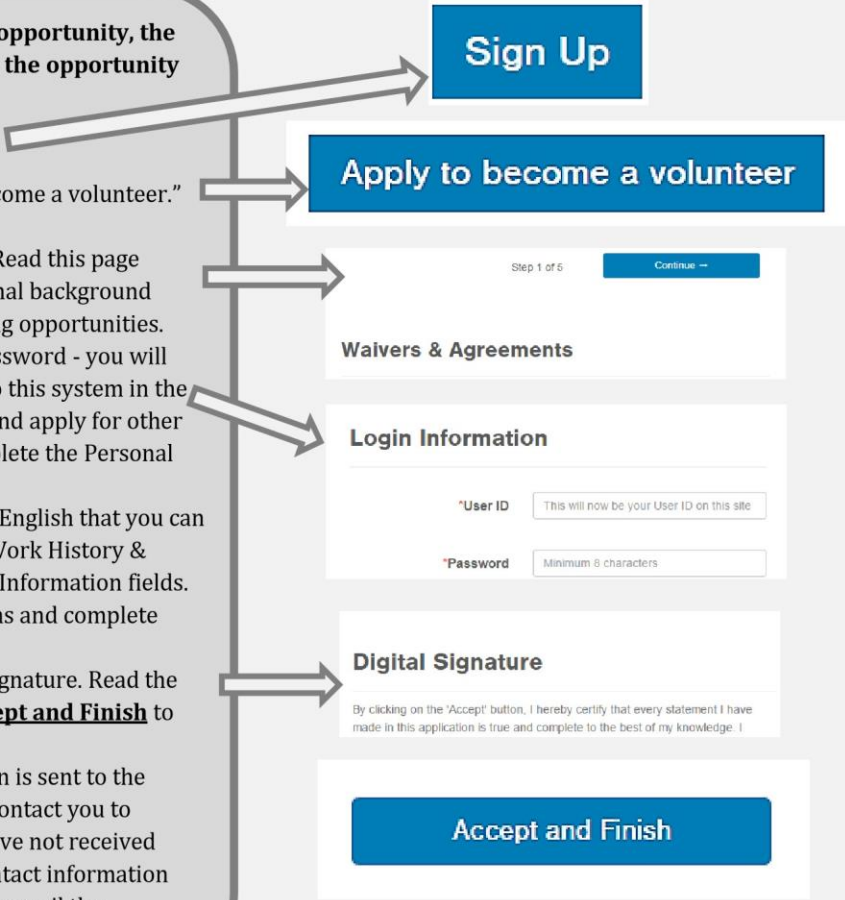 opportunity, the
the opportunity
come a volunteer."
Read this page
nal background
g opportunities.
ssword - you will
o this system in the
nd apply for other
plete the Personal
English that you can
Work History &
Information fields.
ns and complete
gnature. Read the
ept and Finish to
n is sent to the
ontact you to
ve not received
ntact information
Sign Up
Apply to become a volunteer
Step 1 of 5 Continue →
Waivers & Agreements
Login Information
*User ID This will now be your User ID on this site
*Password Minimum 8 characters
Digital Signature
By clicking on the 'Accept' button, I hereby certify that every statement I have
made in this application is true and complete to the best of my knowledge. I
Accept and Finish